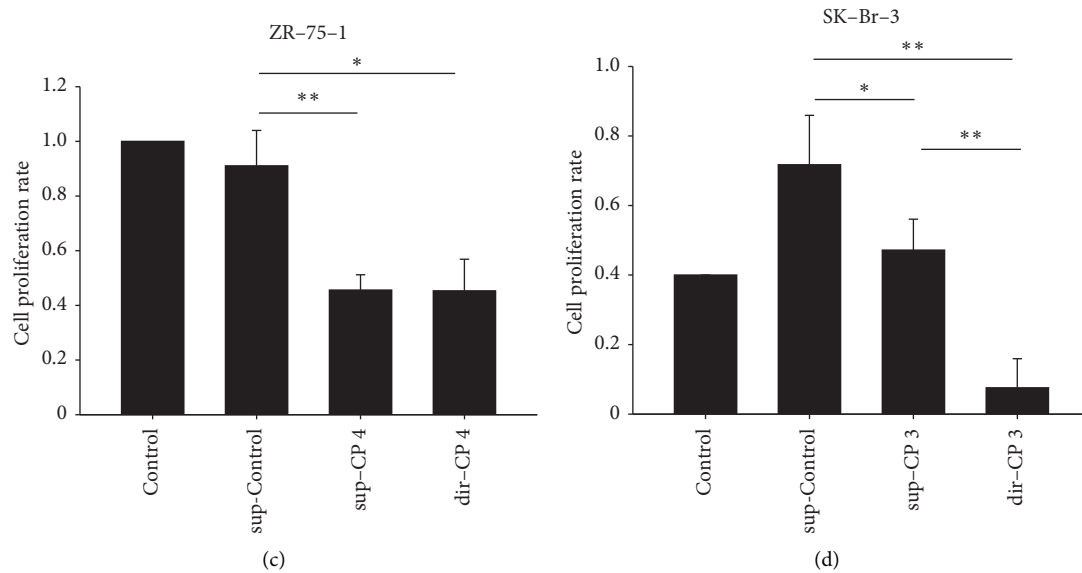 ZR–75–1
*
**
1.2
1.0
0.8
0.6
0.4
0.2
0
Cell proliferation rate
Control
sup-Control
sup–CP 4
dir–CP 4
(c)
SK–Br–3
**
*
**
1.0
0.8
0.6
0.4
0.2
0
Cell proliferation rate
Control
sup-Control
sup–CP 3
dir–CP 3
(d)